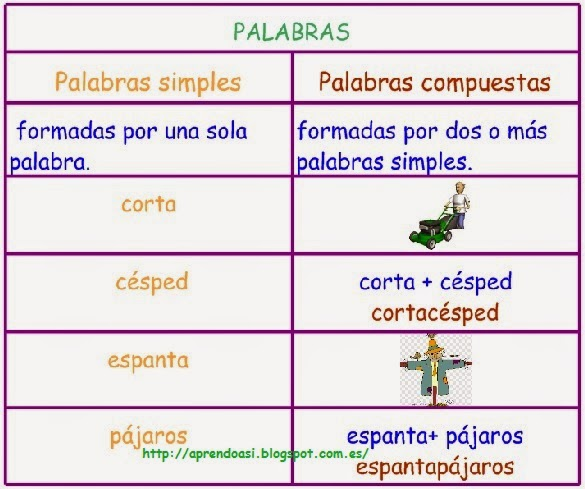 PALABRAS
Palabras simples
Palabras compuestas
formadas por una sola
palabra.
formadas por dos o más
palabras simples.
corta
césped
corta + césped
cortacésped
espanta
pájaros
espanta+ pájaros
espantapájaros
http://aprendoasi.blogspot.com.es/